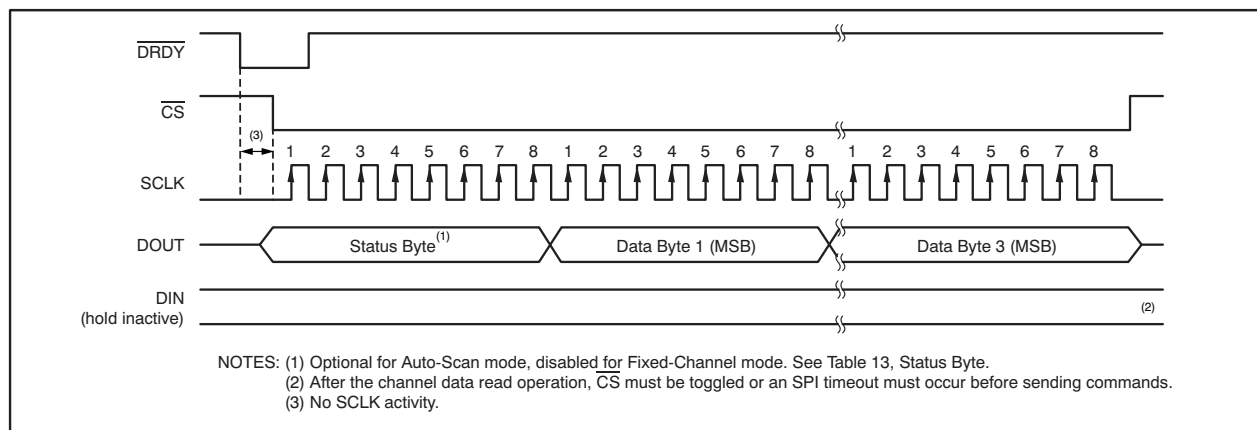 DRDY
CS
(3)
1 2 3 4 5 6 7 8 1 2 3 4 5 6 7 8 1 2 3 4 5 6 7 8
SCLK
DOUT Status Byte(1) Data Byte 1 (MSB) Data Byte 3 (MSB)
DIN
(hold inactive)
(2)
NOTES: (1) Optional for Auto-Scan mode, disabled for Fixed-Channel mode. See Table 13, Status Byte.
(2) After the channel data read operation, CS must be toggled or an SPI timeout must occur before sending commands.
(3) No SCLK activity.